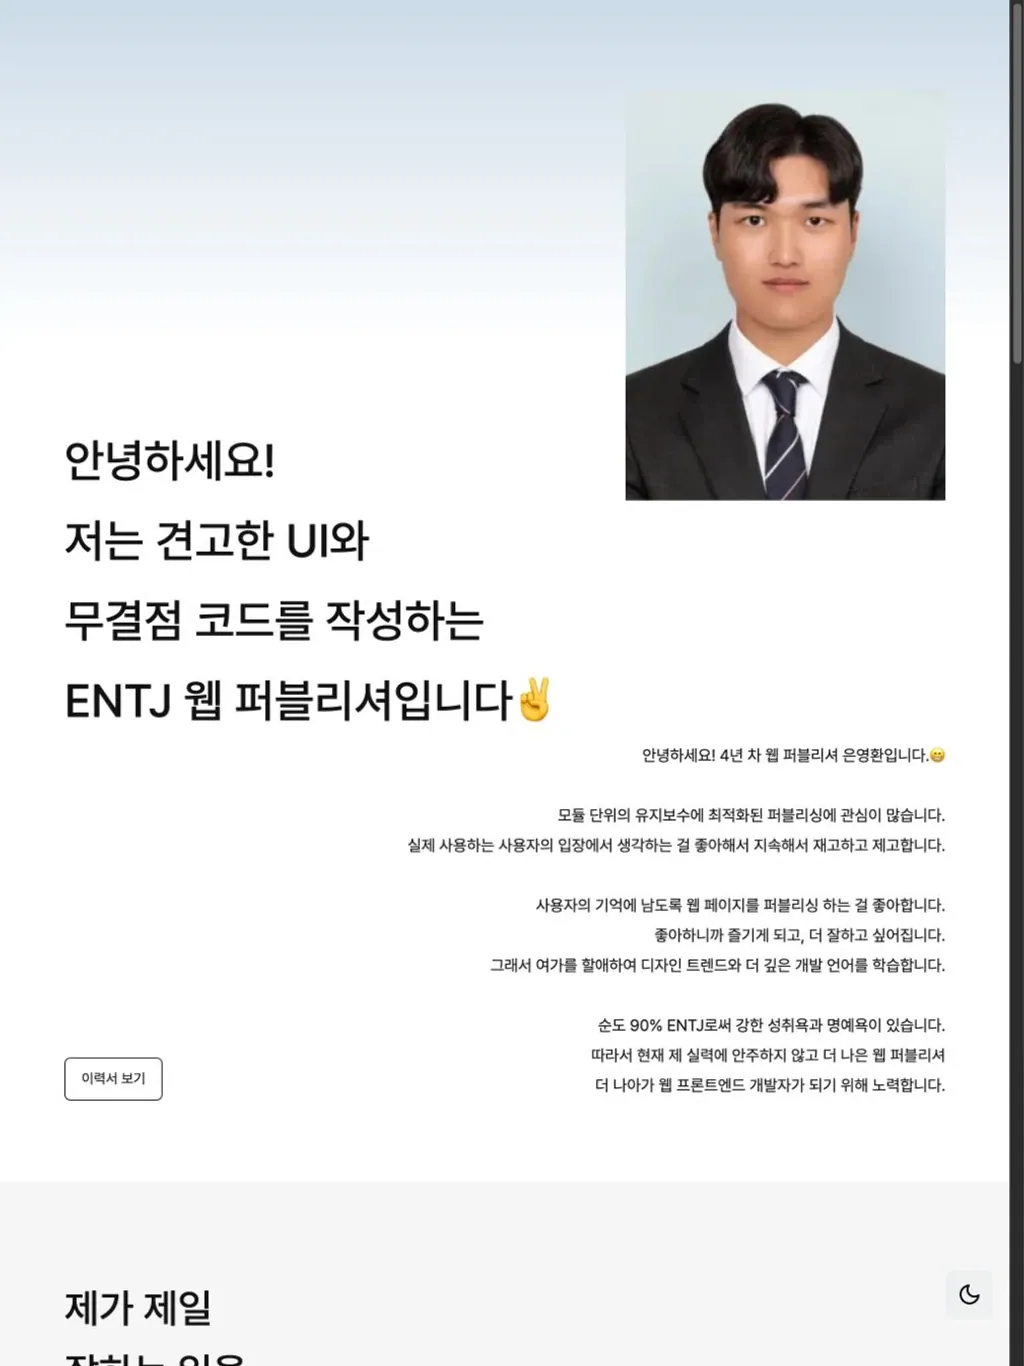 안녕하세요!
저는 견고한 UI와
무결점 코드를 작성하는
ENTJ 웹 퍼블리셔입니다✌️
안녕하세요! 4년 차 웹 퍼블리셔 은영환입니다.😁
모듈 단위의 유지보수에 최적화된 퍼블리싱에 관심이 많습니다.
실제 사용하는 사용자의 입장에서 생각하는 걸 좋아해서 지속해서 재고하고 제고합니다.
사용자의 기억에 남도록 웹 페이지를 퍼블리싱 하는 걸 좋아합니다.
좋아하니까 즐기게 되고, 더 잘하고 싶어집니다.
그래서 여가를 할애하여 디자인 트렌드와 더 깊은 개발 언어를 학습합니다.
순도 90% ENTJ로써 강한 성취욕과 명예욕이 있습니다.
따라서 현재 제 실력에 안주하지 않고 더 나은 웹 퍼블리셔
더 나아가 웹 프론트엔드 개발자가 되기 위해 노력합니다.
이력서 보기
제가 제일